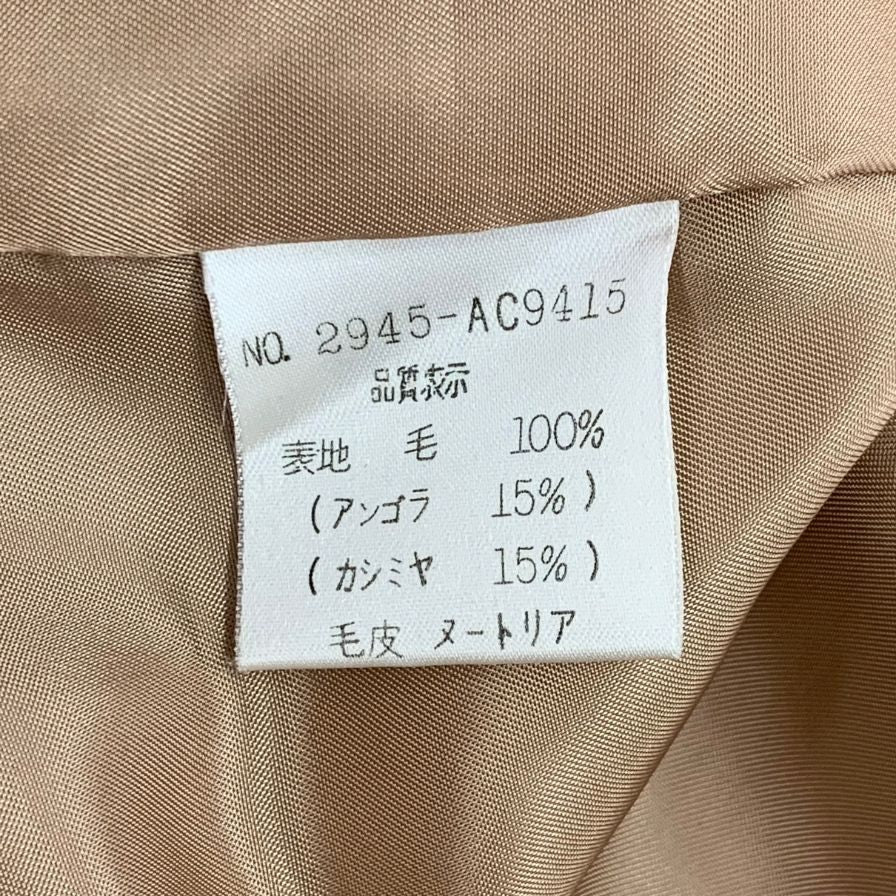 NO. 2945-AC9415
品質表示
表地 毛 100%
(アンゴラ 15%)
(カシミヤ 15%)
毛皮 ヌートリア